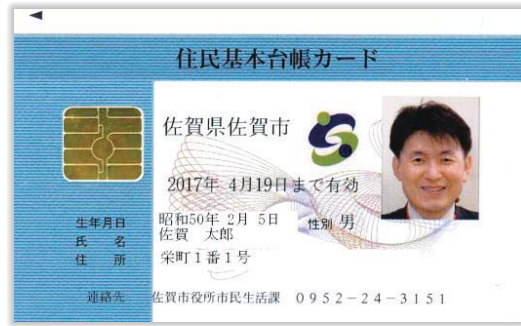 住民基本台帳カード
佐賀県佐賀市
2017年 4月19日まで有効
生年月日 昭和50年 2月 5日 性別 男
氏名 佐賀 太郎
住所 栄町1番1号
連絡先 佐賀市役所市民生活課 0952-24-3151